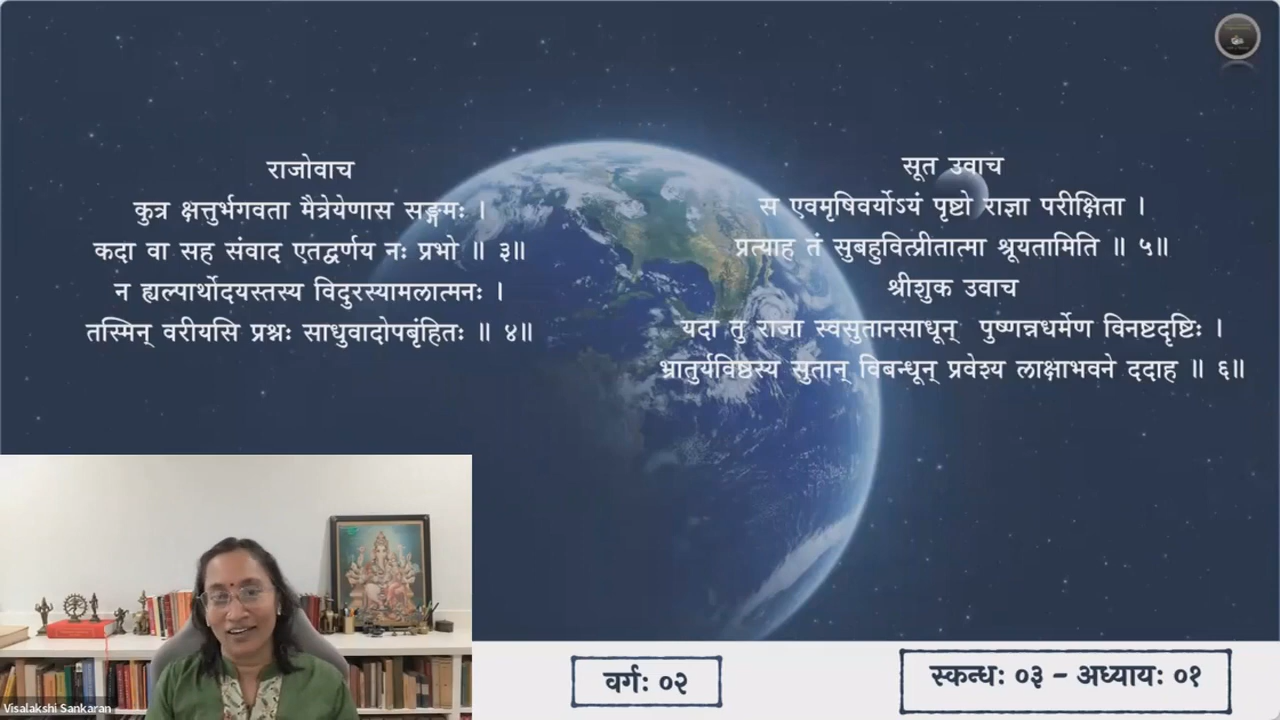 राजोवाच
कुत्र क्षत्तुर्भगवता मैत्रेयेणास सङ्गमः ।
कदा वा सह संवाद एतद्वर्णय नः प्रभो ॥ ३॥
न ह्यल्पार्थोदयस्तस्य विदुरस्यामलात्मनः ।
तस्मिन् वरीयसि प्रश्नः साधुवादोपबृंहितः ॥ ४॥
सूत उवाच
स एवमृषिवर्योऽयं पृष्टो राज्ञा परीक्षिता ।
प्रत्याह तं सुबहुवित्प्रीतात्मा श्रूयतामिति ॥ ५॥
श्रीशुक उवाच
यदा तु राजा स्वसुतानसाधून् पुष्णन्नधर्मेण विनष्टदृष्टिः ।
भ्रातुर्यविष्ठस्य सुतान् विबन्धून् प्रवेश्य लाक्षाभवने ददाह ॥ ६॥
Visalakshi Sankaran
वर्गः ०२
स्कन्धः ०३ - अध्यायः ०१